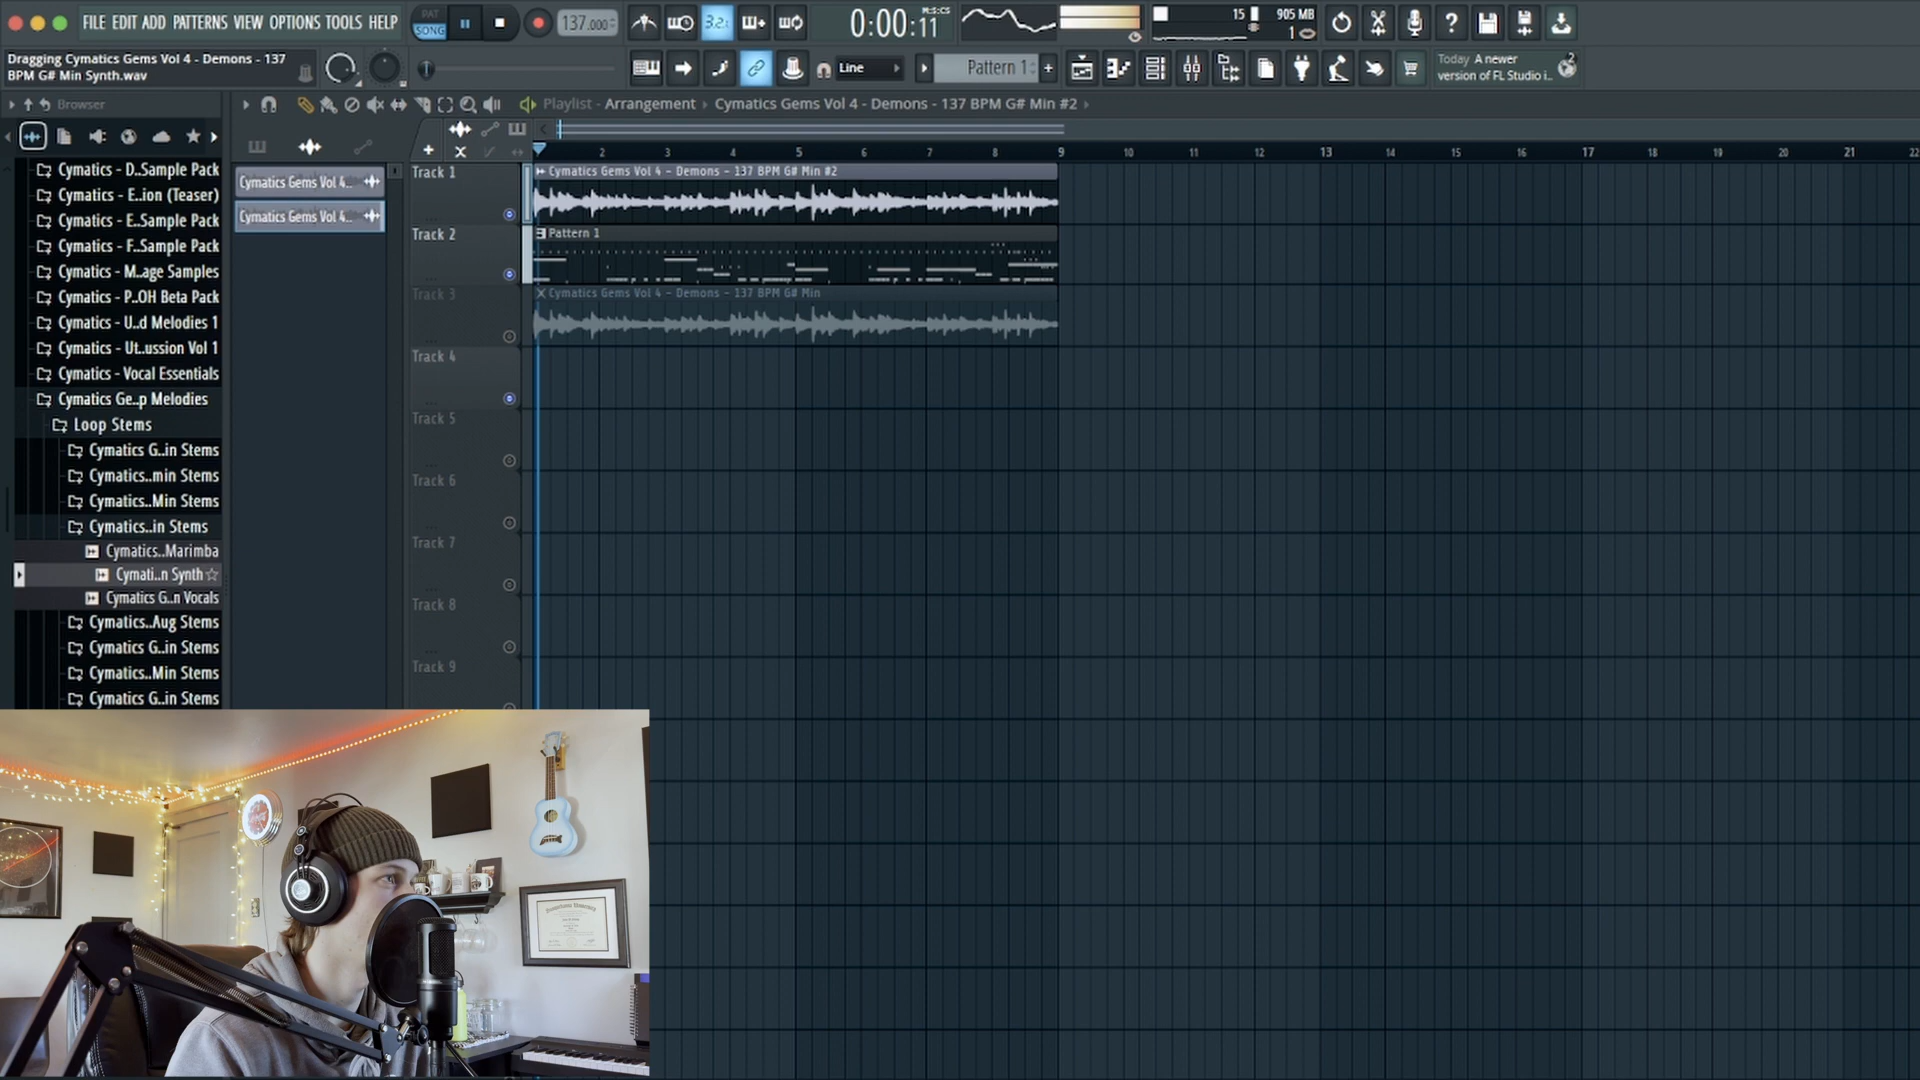 FILE EDIT ADD PATTERNS VIEW OPTIONS TOOLS HELP
PAT
SONG
137.000
3.2.
0:00:11
M:S:CS
15
905 MB
1
Dragging Cymatics Gems Vol 4 - Demons - 137
BPM G# Min Synth.wav
Line
Pattern 1
+
Today A newer
version of FL Studio i..
2
Browser
Playlist - Arrangement › Cymatics Gems Vol 4 - Demons - 137 BPM G# Min #2 ›
2 3 4 5 6 7 8 9 10 11 12 13 14 15 16 17 18 19 20 21 22
Cymatics - D..Sample Pack
Cymatics - E..ion (Teaser)
Cymatics - E..Sample Pack
Cymatics - F..Sample Pack
Cymatics - M..age Samples
Cymatics - P..OH Beta Pack
Cymatics - U..d Melodies 1
Cymatics - Ut..ussion Vol 1
Cymatics - Vocal Essentials
Cymatics Ge..p Melodies
Loop Stems
Cymatics G..in Stems
Cymatics..min Stems
Cymatics..Min Stems
Cymatics..in Stems
Cymatics..Marimba
Cymati..n Synth
Cymatics G..n Vocals
Cymatics..Aug Stems
Cymatics G..in Stems
Cymatics..Min Stems
Cymatics G..in Stems
Cymatics Gems Vol 4..
Cymatics Gems Vol 4..
Track 1
Cymatics Gems Vol 4 - Demons - 137 BPM G# Min #2
Track 2
Pattern 1
Track 3
Cymatics Gems Vol 4 - Demons - 137 BPM G# Min
Track 4
Track 5
Track 6
Track 7
Track 8
Track 9